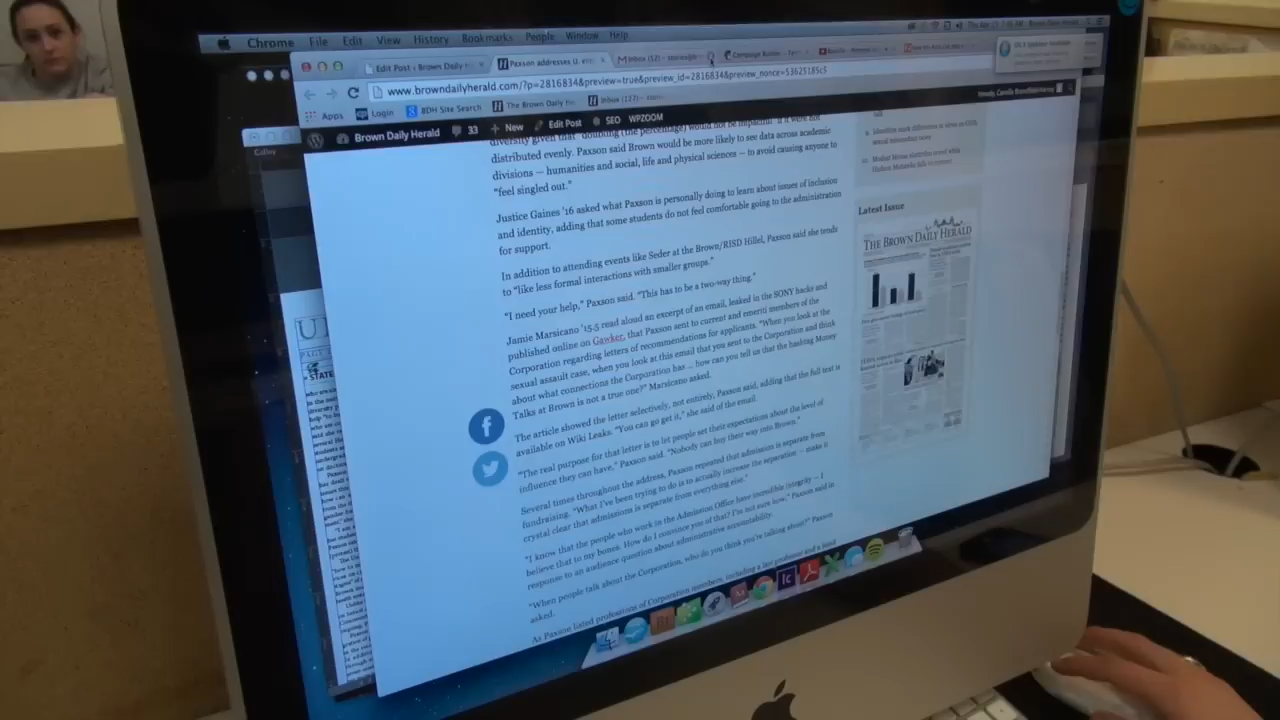 Chrome File Edit View History Bookmarks People Window Help
Edit Post ‹ Brown Daily
Paxson addresses U.
Inbox (52)
Campaign Builder
www.browndailyherald.com/?p=2816834&preview=true&preview_id=2816834&preview_nonce=53625185c5
Apps Login BDH Site Search The Brown Daily Inbox (127)
Brown Daily Herald 33 + New Edit Post SEO WPZOOM
distributed evenly. Paxson said Brown would be more likely to see data across academic
divisions — humanities and social, life and physical sciences — to avoid causing anyone to
“feel singled out.”
Justice Gaines ’16 asked what Paxson is personally doing to learn about issues of inclusion
and identity, adding that some students do not feel comfortable going to the administration
for support.
In addition to attending events like Seder at the Brown/RISD Hillel, Paxson said she tends
to “like less formal interactions with smaller groups.”
“I need your help,” Paxson said. “This has to be a two-way thing.”
Jamie Marsicano ’15.5 read aloud an excerpt of an email, leaked in the SONY hacks and
published online on Gawker, that Paxson sent to current and emeriti members of the
Corporation regarding letters of recommendations for applicants. “When you look at the
sexual assault case, when you look at this email that you sent to the Corporation and think
about what connections the Corporation has … how can you tell us that the hashtag Money
Talks at Brown is not a true one?” Marsicano asked.
The article showed the letter selectively, not entirely, Paxson said, adding that the full text is
available on Wiki Leaks. “You can go get it,” she said of the email.
“The real purpose for that letter is to let people set their expectations about the level of
influence they can have,” Paxson said. “Nobody can buy their way into Brown.”
Several times throughout the address, Paxson repeated that admission is separate from
fundraising. “What I’ve been trying to do is to actually increase the separation — make it
crystal clear that admissions is separate from everything else.”
“I know that the people who work in the Admission Office have incredible integrity — I
believe that to my bones. How do I convince you of that? I’m not sure how,” Paxson said in
response to an audience question about administrative accountability.
“When people talk about the Corporation, who do you think you’re talking about?” Paxson
asked.
As Paxson listed professions of Corporation members, including a law professor and a
Latest Issue
THE BROWN DAILY HERALD